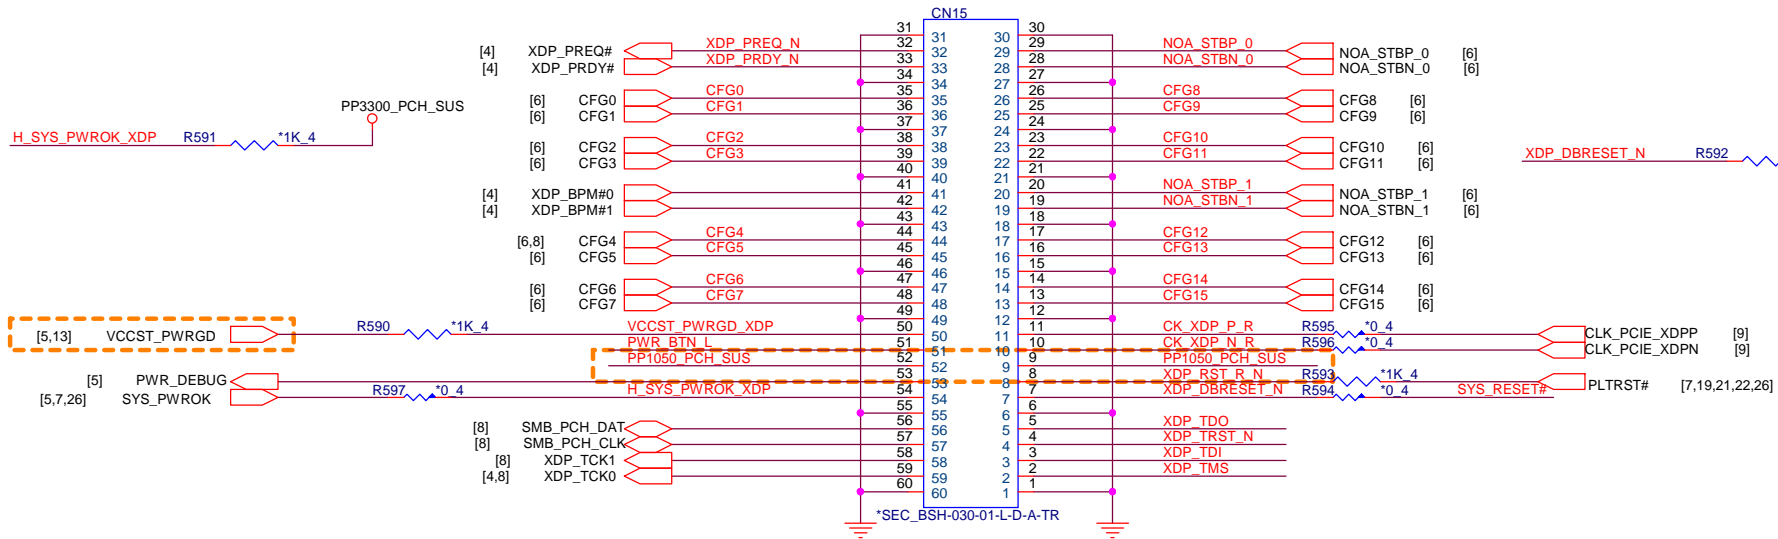 CN15
31 31 30 30
[4] XDP_PREQ# XDP_PREQ_N 32 32 29 29 NOA_STBP_0 NOA_STBP_0 [6]
[4] XDP_PRDY# XDP_PRDY_N 33 33 28 28 NOA_STBN_0 NOA_STBN_0 [6]
34 34 27 27
[6] CFG0 CFG0 35 35 26 26 CFG8 CFG8 [6]
PP3300_PCH_SUS
[6] CFG1 CFG1 36 36 25 25 CFG9 CFG9 [6]
37 37 24 24
H_SYS_PWROK_XDP R591 *1K_4
[6] CFG2 CFG2 38 38 23 23 CFG10 CFG10 [6]
[6] CFG3 CFG3 39 39 22 22 CFG11 CFG11 [6]
XDP_DBRESET_N R592
40 40 21 21
[4] XDP_BPM#0 41 41 20 20 NOA_STBP_1 NOA_STBP_1 [6]
[4] XDP_BPM#1 42 42 19 19 NOA_STBN_1 NOA_STBN_1 [6]
43 43 18 18
[6,8] CFG4 CFG4 44 44 17 17 CFG12 CFG12 [6]
[6] CFG5 CFG5 45 45 16 16 CFG13 CFG13 [6]
46 46 15 15
[6] CFG6 CFG6 47 47 14 14 CFG14 CFG14 [6]
[6] CFG7 CFG7 48 48 13 13 CFG15 CFG15 [6]
49 49 12 12
[5,13] VCCST_PWRGD R590 *1K_4 VCCST_PWRGD_XDP 50 50 11 11 CK_XDP_P_R R595 *0_4 CLK_PCIE_XDPP [9]
PWR_BTN_L 51 51 10 10 CK_XDP_N_R R596 *0_4 CLK_PCIE_XDPN [9]
PP1050_PCH_SUS 52 52 9 9 PP1050_PCH_SUS
[5] PWR_DEBUG 53 53 8 8 XDP_RST_R_N R593 *1K_4 PLTRST# [7,19,21,22,26]
[5,7,26] SYS_PWROK R597 *0_4 H_SYS_PWROK_XDP 54 54 7 7 XDP_DBRESET_N R594 *0_4 SYS_RESET#
55 55 6 6
[8] SMB_PCH_DAT 56 56 5 5 XDP_TDO
[8] SMB_PCH_CLK 57 57 4 4 XDP_TRST_N
[8] XDP_TCK1 58 58 3 3 XDP_TDI
[4,8] XDP_TCK0 59 59 2 2 XDP_TMS
60 60 1 1
*SEC_BSH-030-01-L-D-A-TR